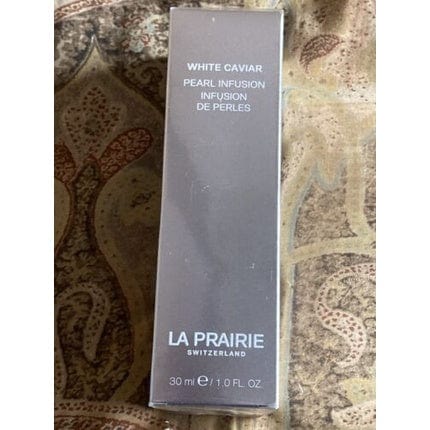 WHITE CAVIAR
PEARL INFUSION
INFUSION
DE PERLES
LA PRAIRIE
SWITZERLAND
30 ml ℮ / 1.0 FL. OZ.